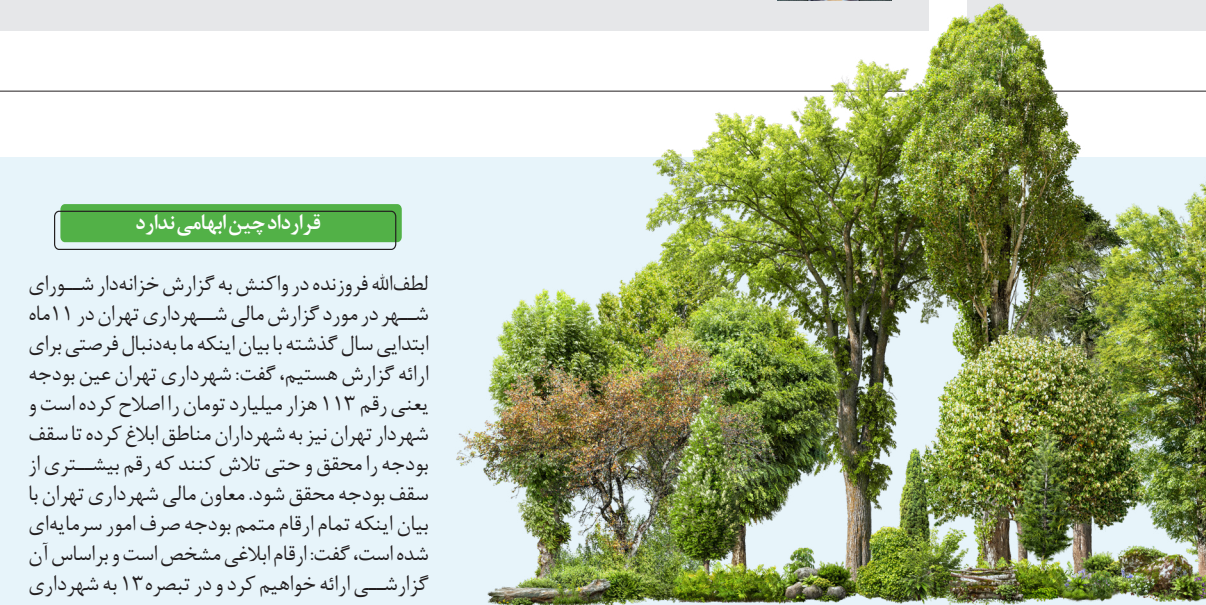 قرارداد چین ابهامی ندارد
لطف‌الله فروزنده در واکنش به گزارش خزانه‌دار شورای
شهر در مورد گزارش مالی شهرداری تهران در ۱۱ماه
ابتدایی سال گذشته با بیان اینکه ما به‌دنبال فرصتی برای
ارائه گزارش هستیم، گفت: شهرداری تهران عین بودجه
یعنی رقم ۱۱۳ هزار میلیارد تومان را اصلاح کرده است و
شهردار تهران نیز به شهرداران مناطق ابلاغ کرده تا سقف
بودجه را محقق و حتی تلاش کنند که رقم بیشتری از
سقف بودجه محقق شود. معاون مالی شهرداری تهران با
بیان اینکه تمام ارقام متمم بودجه صرف امور سرمایه‌ای
شده است، گفت: ارقام ابلاغی مشخص است و براساس آن
گزارشی ارائه خواهیم کرد و در تبصره۱۳ به شهرداری